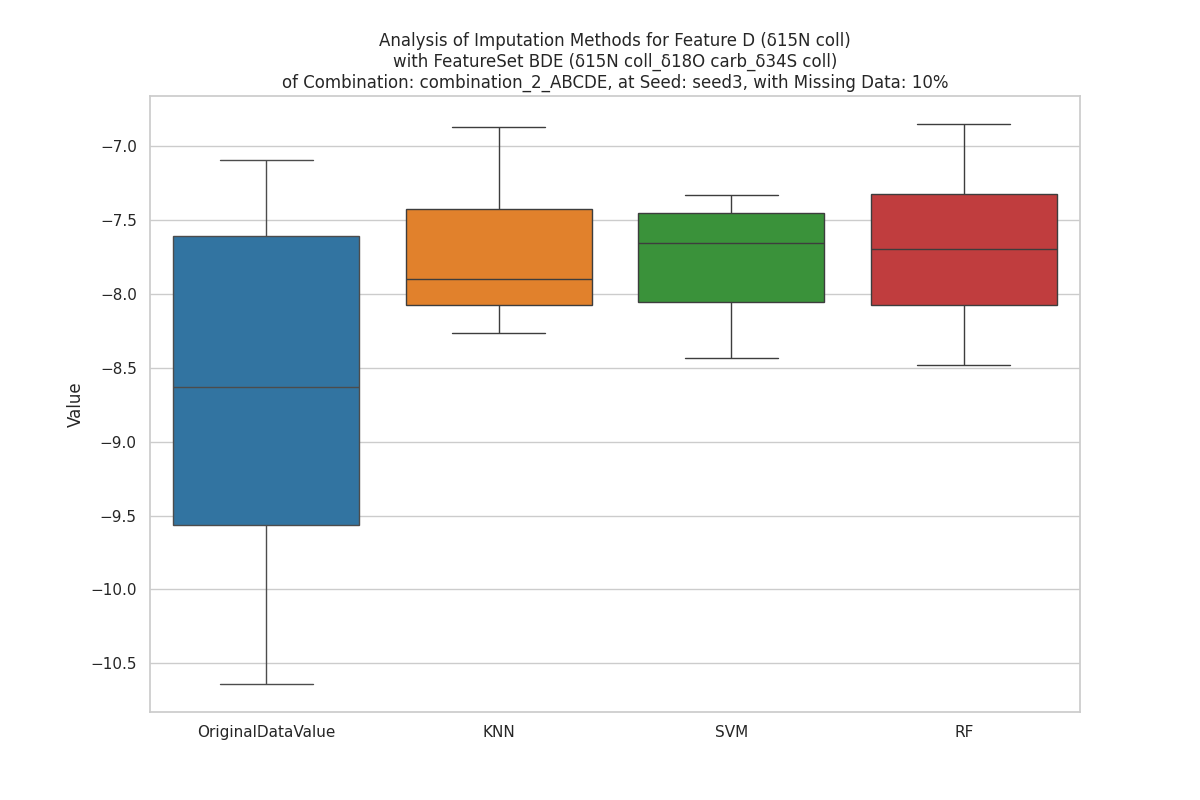 Analysis of Imputation Methods for Feature D (δ15N coll)
with FeatureSet BDE (δ15N coll_δ18O carb_δ34S coll)
of Combination: combination_2_ABCDE, at Seed: seed3, with Missing Data: 10%
Value
−7.0
−7.5
−8.0
−8.5
−9.0
−9.5
−10.0
−10.5
OriginalDataValue
KNN
SVM
RF